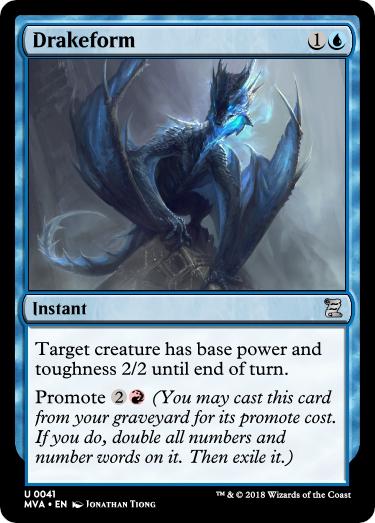 Drakeform 1
Instant
Target creature has base power and
toughness 2/2 until end of turn.
Promote 2 (You may cast this card
from your graveyard for its promote cost.
If you do, double all numbers and
number words on it. Then exile it.)
U 0041
MVA • EN JONATHAN TIONG
™ & © 2018 Wizards of the Coast